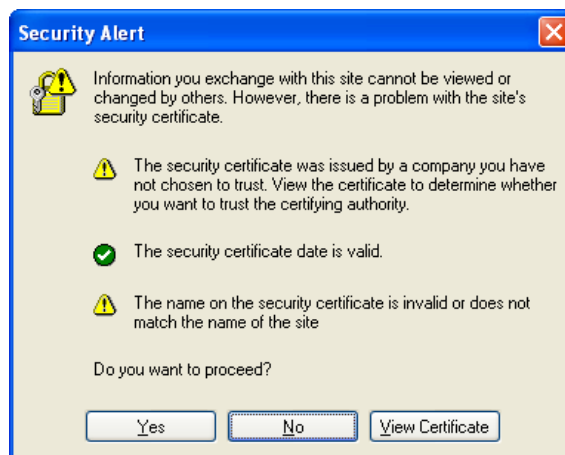 Security Alert
Information you exchange with this site cannot be viewed or
changed by others. However, there is a problem with the site's
security certificate.
The security certificate was issued by a company you have
not chosen to trust. View the certificate to determine whether
you want to trust the certifying authority.
The security certificate date is valid.
The name on the security certificate is invalid or does not
match the name of the site
Do you want to proceed?
Yes No View Certificate